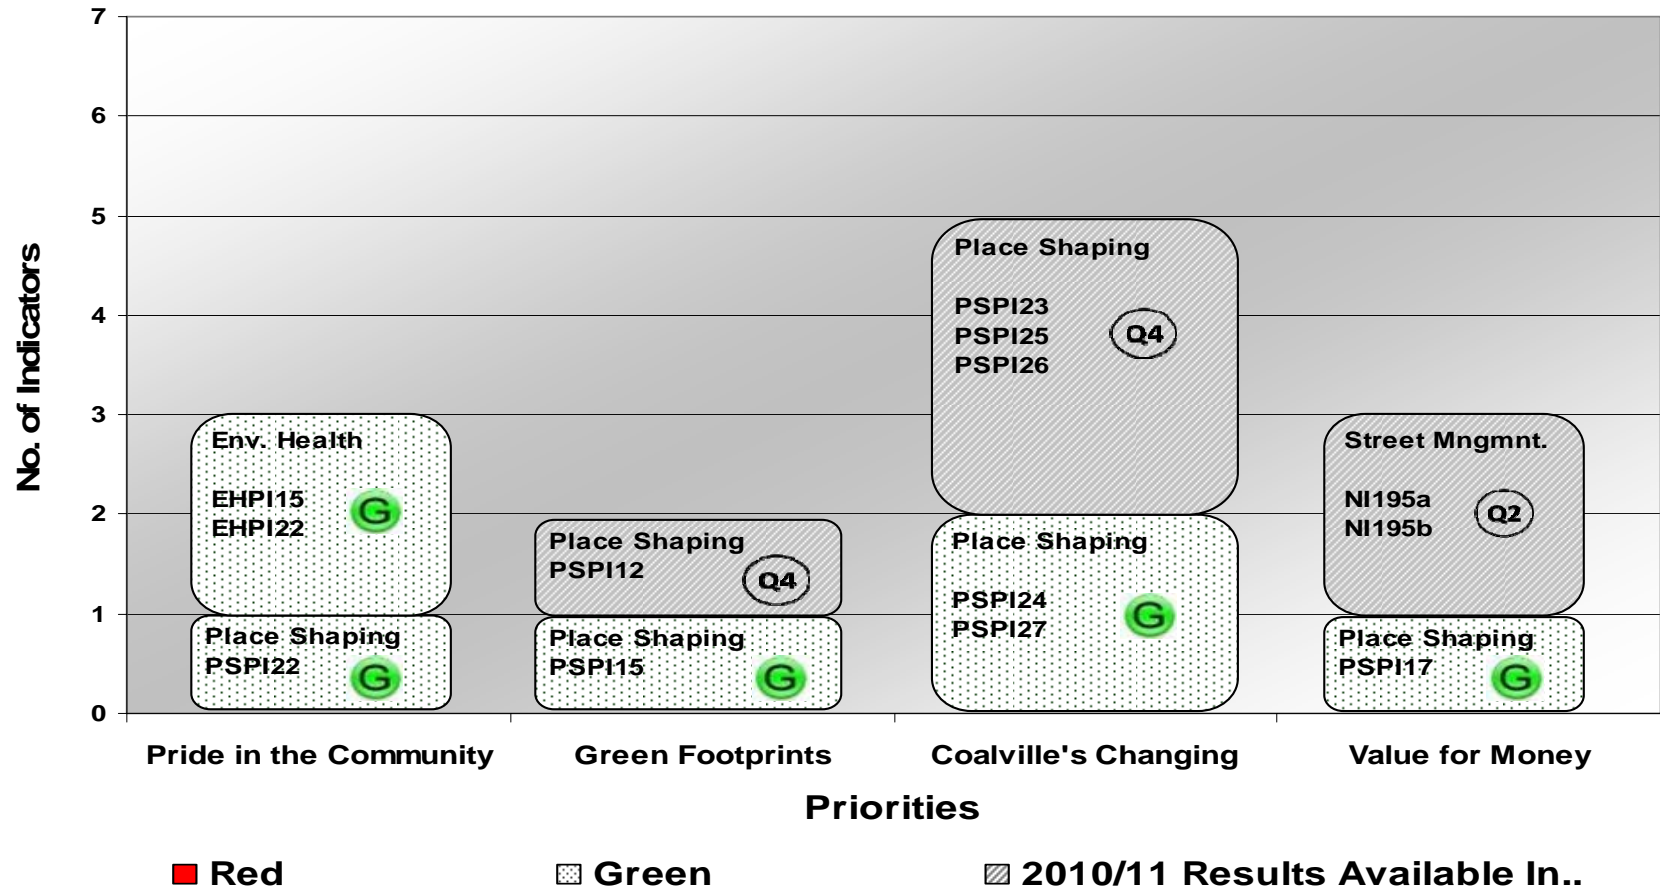 No. of Indicators
7
6
5
4
3
2
1
0
Env. Health
EHPI15
EHPI22
G
Place Shaping
PSPI22
G
Place Shaping
PSPI12
Q4
Place Shaping
PSPI15
G
Place Shaping
PSPI23
PSPI25
PSPI26
Q4
Place Shaping
PSPI24
PSPI27
G
Street Mngmnt.
NI195a
NI195b
Q2
Place Shaping
PSPI17
G
Pride in the Community
Green Footprints
Coalville's Changing
Value for Money
Priorities
Red
Green
2010/11 Results Available In..